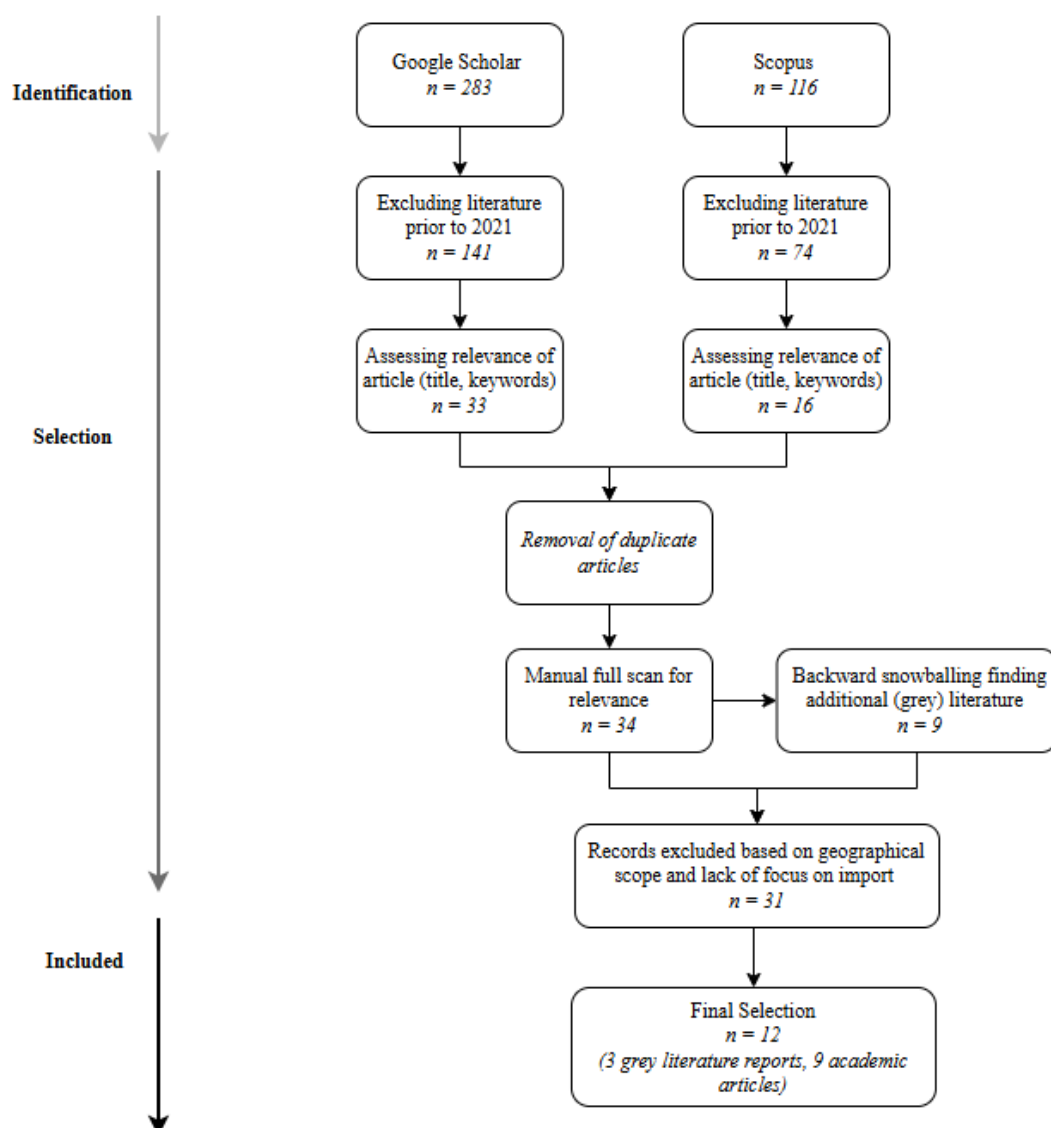 Identification
Google Scholar
n = 283
Scopus
n = 116
Selection
Excluding literature
prior to 2021
n = 141
Excluding literature
prior to 2021
n = 74
Assessing relevance of
article (title, keywords)
n = 33
Assessing relevance of
article (title, keywords)
n = 16
Removal of duplicate
articles
Manual full scan for
relevance
n = 34
Backward snowballing finding
additional (grey) literature
n = 9
Records excluded based on geographical
scope and lack of focus on import
n = 31
Included
Final Selection
n = 12
(3 grey literature reports, 9 academic
articles)